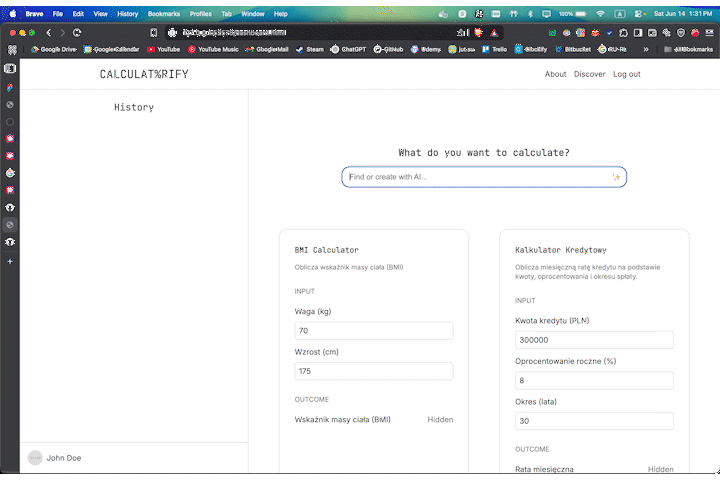 Brave File Edit View History Bookmarks Profiles Tab Window Help 100% Sat Jun 14 1:31 PM
Google Drive Google Calendar YouTube YouTube Music Google Mail Steam ChatGPT GitHub Udemy jut.su Trello Bitbucket » All Bookmarks
CALCULAT%RIFY
About Discover Log out
History
What do you want to calculate?
Find or create with AI...
BMI Calculator
Oblicza wskaźnik masy ciała (BMI)
INPUT
Waga (kg)
70
Wzrost (cm)
175
OUTCOME
Wskaźnik masy ciała (BMI) Hidden
Kalkulator Kredytowy
Oblicza miesięczną ratę kredytu na podstawie
kwoty, oprocentowania i okresu spłaty.
INPUT
Kwota kredytu (PLN)
300000
Oprocentowanie roczne (%)
8
Okres (lata)
30
OUTCOME
Rata miesięczna Hidden
John Doe